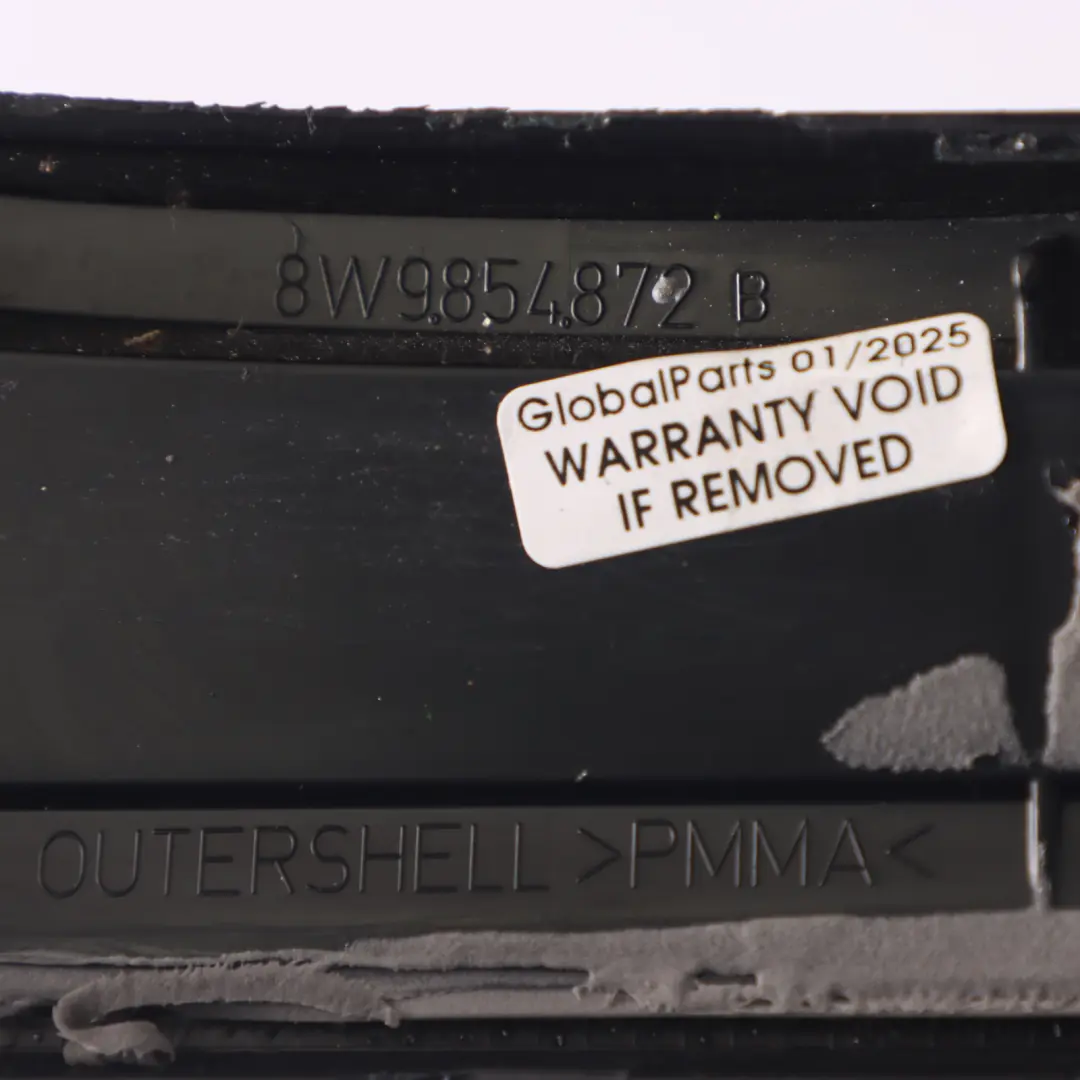 8W9.854.872 B
GlobalParts 01/2025
WARRANTY VOID
IF REMOVED
OUTERSHELL >PMMA<